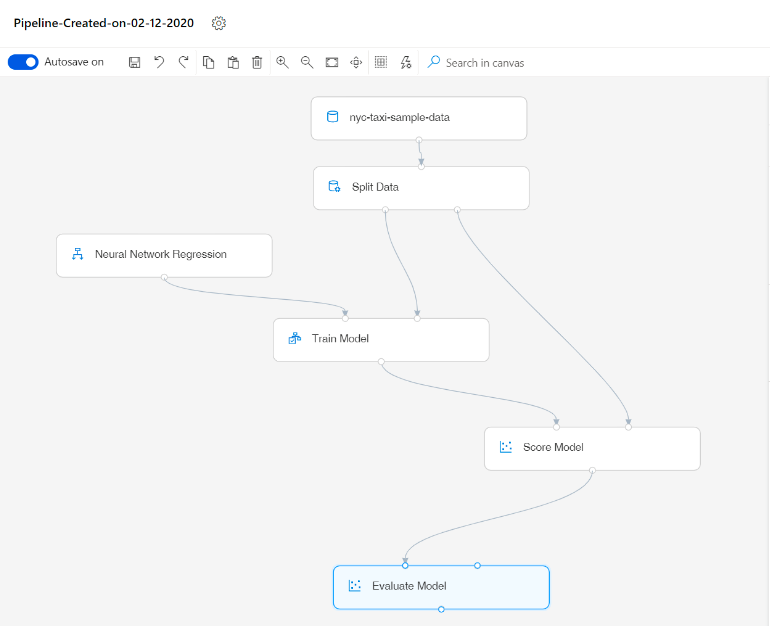 Pipeline-Created-on-02-12-2020
Autosave on
Search in canvas
nyc-taxi-sample-data
Split Data
Neural Network Regression
Train Model
Score Model
Evaluate Model